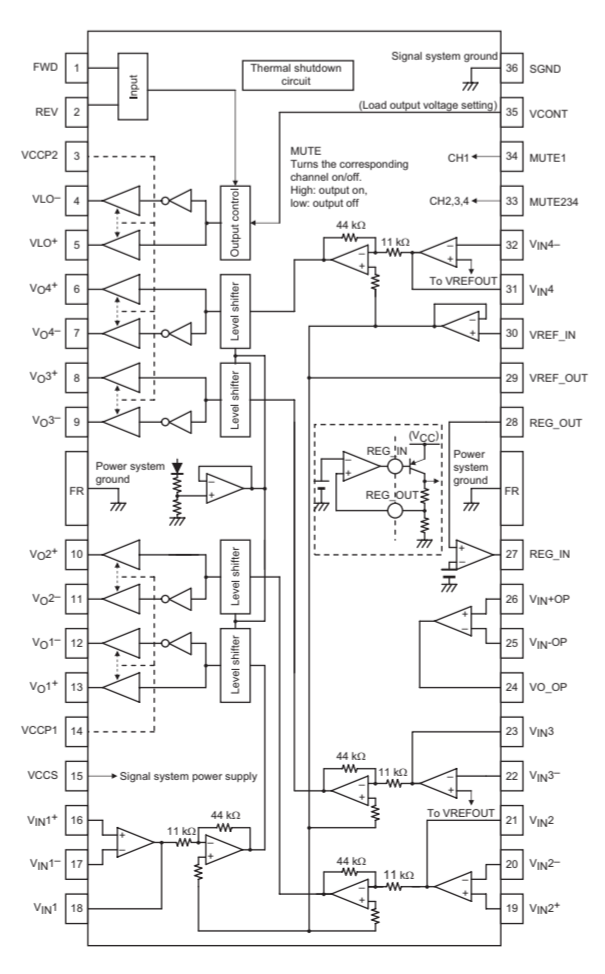 FWD 1
REV 2
VCCP2 3
VLO− 4
VLO+ 5
VO4+ 6
VO4− 7
VO3+ 8
VO3− 9
FR
VO2+ 10
VO2− 11
VO1− 12
VO1+ 13
VCCP1 14
VCCS 15
VIN1+ 16
VIN1− 17
VIN1 18
Input
Thermal shutdown
circuit
Output control
MUTE
Turns the corresponding
channel on/off.
High: output on,
low: output off
Level shifter
Level shifter
Power system
ground
Level shifter
Level shifter
Signal system power supply
11 kΩ
44 kΩ
− +
Signal system ground
(Load output voltage setting)
CH1
CH2,3,4
44 kΩ
11 kΩ
To VREFOUT
(VCC)
REG_IN
REG_OUT
Power
system
ground
44 kΩ
11 kΩ
To VREFOUT
44 kΩ
11 kΩ
36 SGND
35 VCONT
34 MUTE1
33 MUTE234
32 VIN4−
31 VIN4
30 VREF_IN
29 VREF_OUT
28 REG_OUT
FR
27 REG_IN
26 VIN+OP
25 VIN-OP
24 VO_OP
23 VIN3
22 VIN3−
21 VIN2
20 VIN2−
19 VIN2+